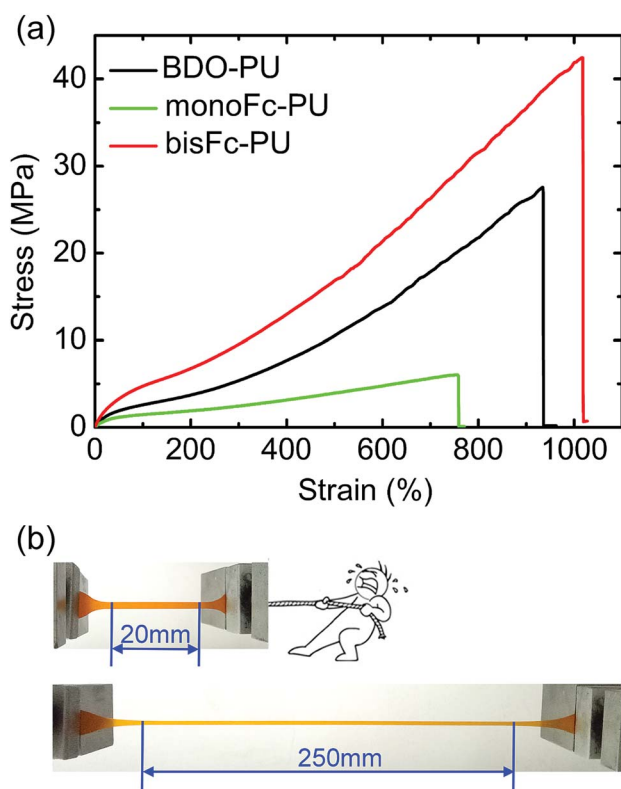 (a)
40
30
20
10
0
Stress (MPa)
BDO-PU
monoFc-PU
bisFc-PU
0 200 400 600 800 1000
Strain (%)
(b)
20mm
250mm